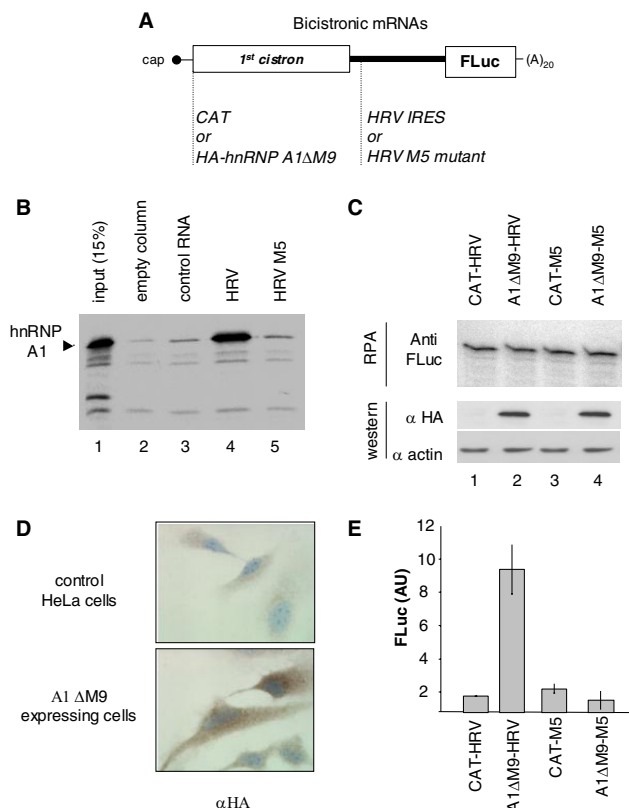 A
Bicistronic mRNAs
cap
1st cistron
FLuc
(A)20
CAT
or
HA-hnRNP A1ΔM9
HRV IRES
or
HRV M5 mutant
B
input (15%)
empty column
control RNA
HRV
HRV M5
hnRNP
A1
1 2 3 4 5
C
CAT-HRV
A1ΔM9-HRV
CAT-M5
A1ΔM9-M5
RPA
Anti
FLuc
western
α HA
α actin
1 2 3 4
D
control
HeLa cells
A1 ΔM9
expressing cells
αHA
E
FLuc (AU)
12
10
8
6
4
2
CAT-HRV
A1ΔM9-HRV
CAT-M5
A1ΔM9-M5